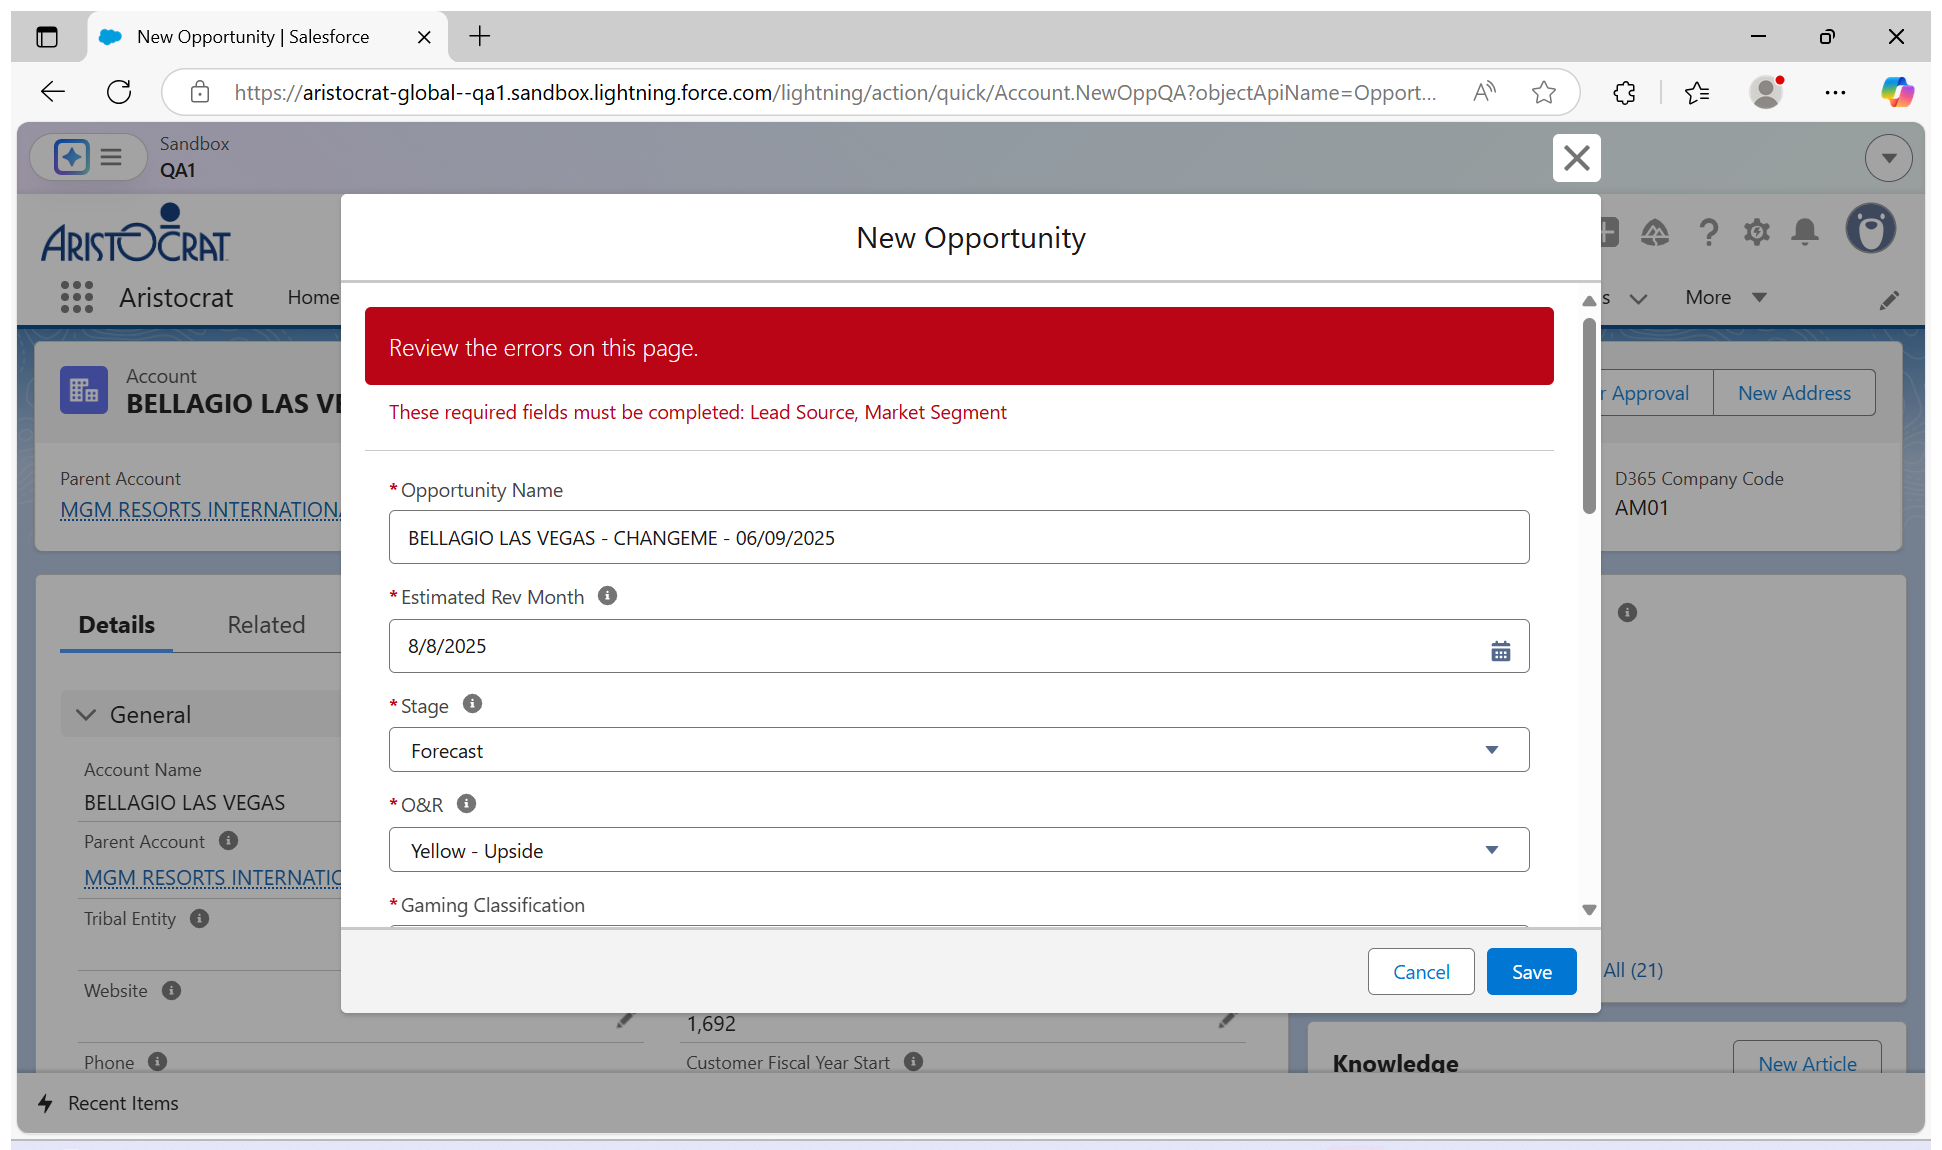 New Opportunity | Salesforce
https://aristocrat-global--qa1.sandbox.lightning.force.com/lightning/action/quick/Account.NewOppQA?objectApiName=Opport...
Sandbox
QA1
ARISTOCRAT
Aristocrat
Home
s
More
New Opportunity
Review the errors on this page.
These required fields must be completed: Lead Source, Market Segment
*Opportunity Name
BELLAGIO LAS VEGAS - CHANGEME - 06/09/2025
*Estimated Rev Month
8/8/2025
*Stage
Forecast
*O&R
Yellow - Upside
*Gaming Classification
Cancel
Save
Account
BELLAGIO LAS VE
r Approval
New Address
Parent Account
MGM RESORTS INTERNATIONA
D365 Company Code
AM01
Details
Related
General
Account Name
BELLAGIO LAS VEGAS
Parent Account
MGM RESORTS INTERNATIO
Tribal Entity
Website
1,692
Phone
Customer Fiscal Year Start
All (21)
Knowledge
New Article
Recent Items